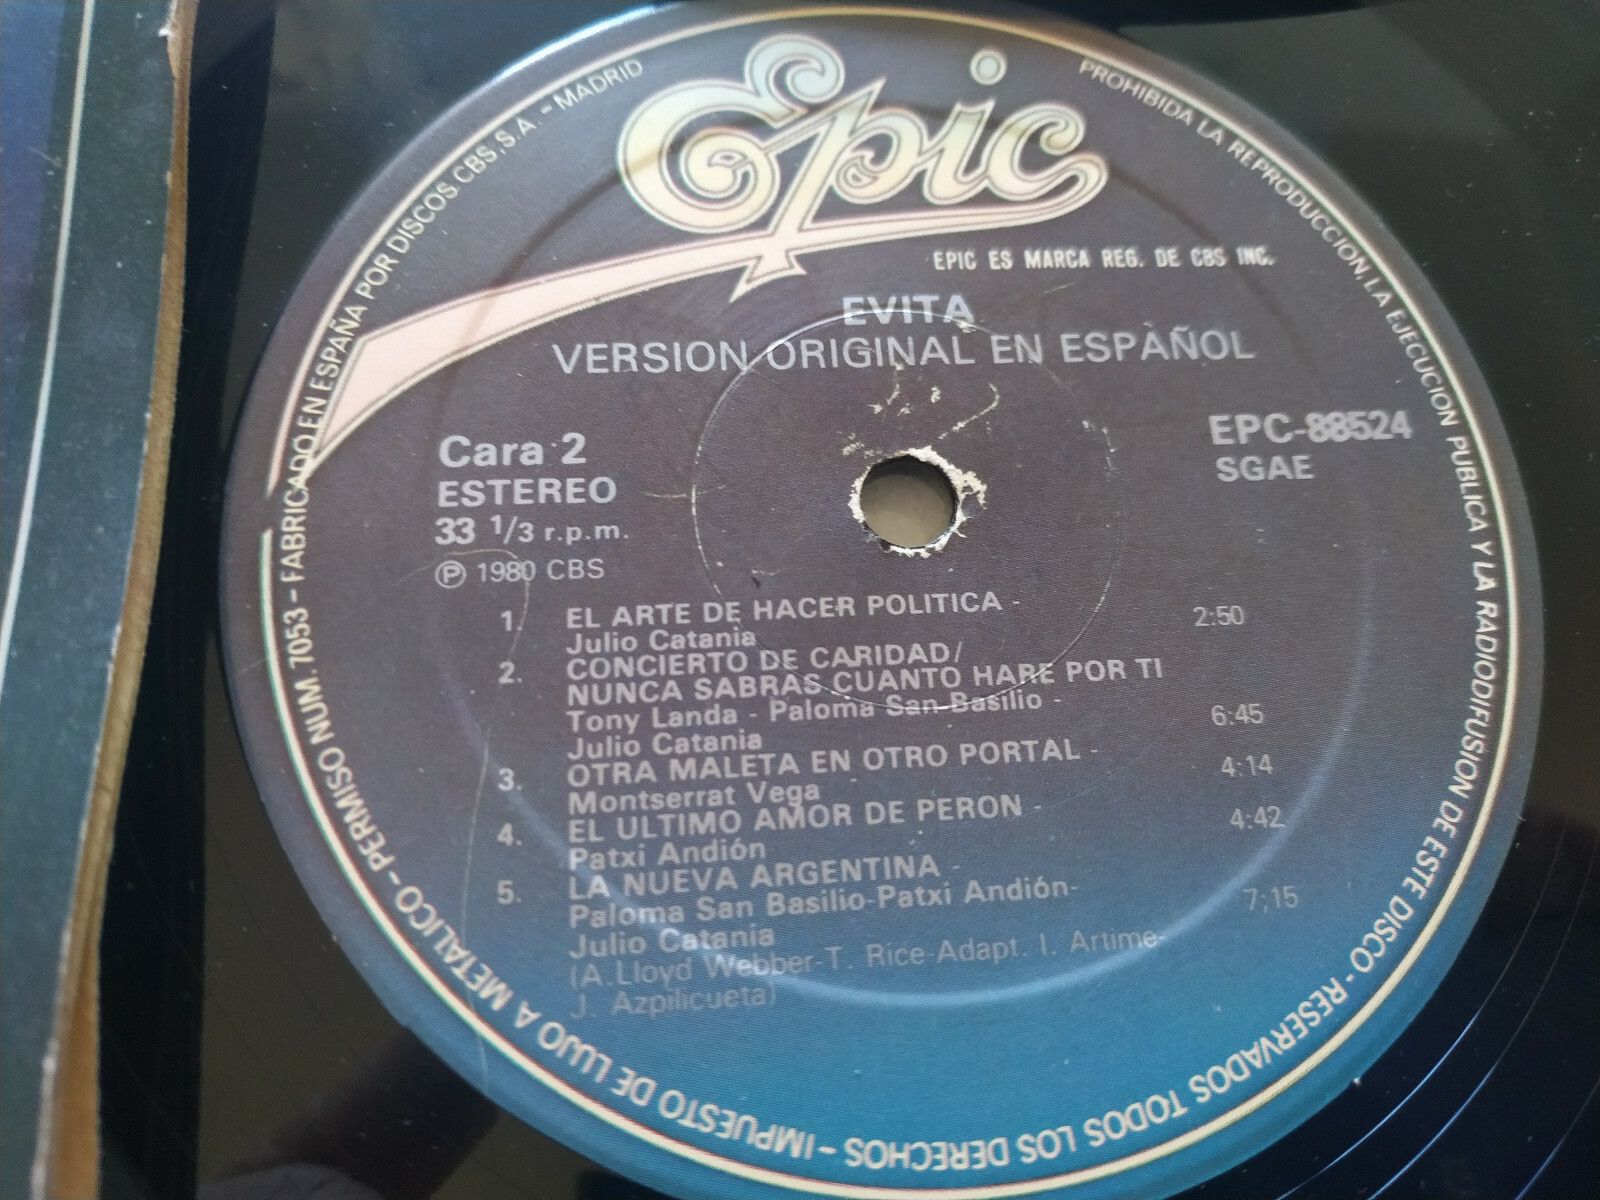 Epic
EPIC ES MARCA REG. DE CBS INC.
EVITA
VERSION ORIGINAL EN ESPAÑOL
Cara 2
ESTEREO
33 1/3 r.p.m.
Ⓟ 1980 CBS
EPC-88524
SGAE
1. EL ARTE DE HACER POLITICA - 2:50
Julio Catania
2. CONCIERTO DE CARIDAD/
NUNCA SABRAS CUANTO HARE POR TI
Tony Landa - Paloma San Basilio - 6:45
Julio Catania
3. OTRA MALETA EN OTRO PORTAL - 4:14
Montserrat Vega
4. EL ULTIMO AMOR DE PERON - 4:42
Patxi Andión
5. LA NUEVA ARGENTINA -
Paloma San Basilio-Patxi Andión- 7;15
Julio Catania
(A.Lloyd Webber-T. Rice-Adapt. I. Artime-
J. Azpilicueta)
PROHIBIDA LA REPRODUCCION LA EJECUCION PUBLICA Y LA RADIODIFUSION DE ESTE DISCO - RESERVADOS TODOS LOS DERECHOS - IMPUESTO DE LUJO A METALICO - PERMISO NUM. 7053 - FABRICADO EN ESPAÑA POR DISCOS CBS, S.A. - MADRID